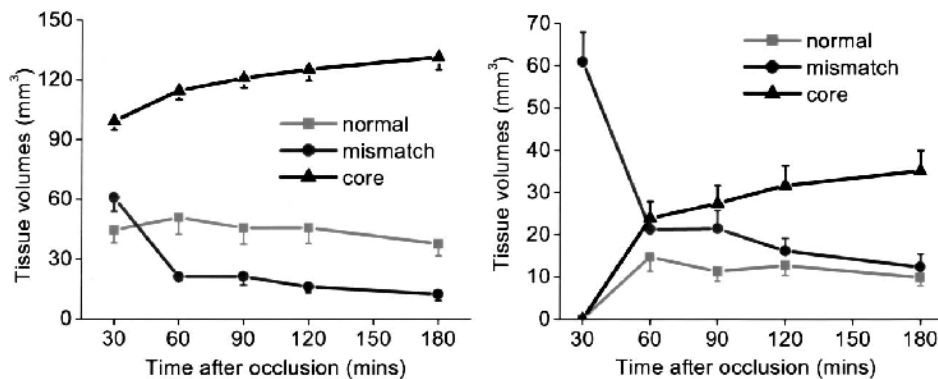 150
120
90
60
30
0
Tissue volumes (mm³)
normal
mismatch
core
30 60 90 120 150 180
Time after occlusion (mins)
70
60
50
40
30
20
10
0
Tissue volumes (mm³)
normal
mismatch
core
30 60 90 120 150 180
Time after occlusion (mins)